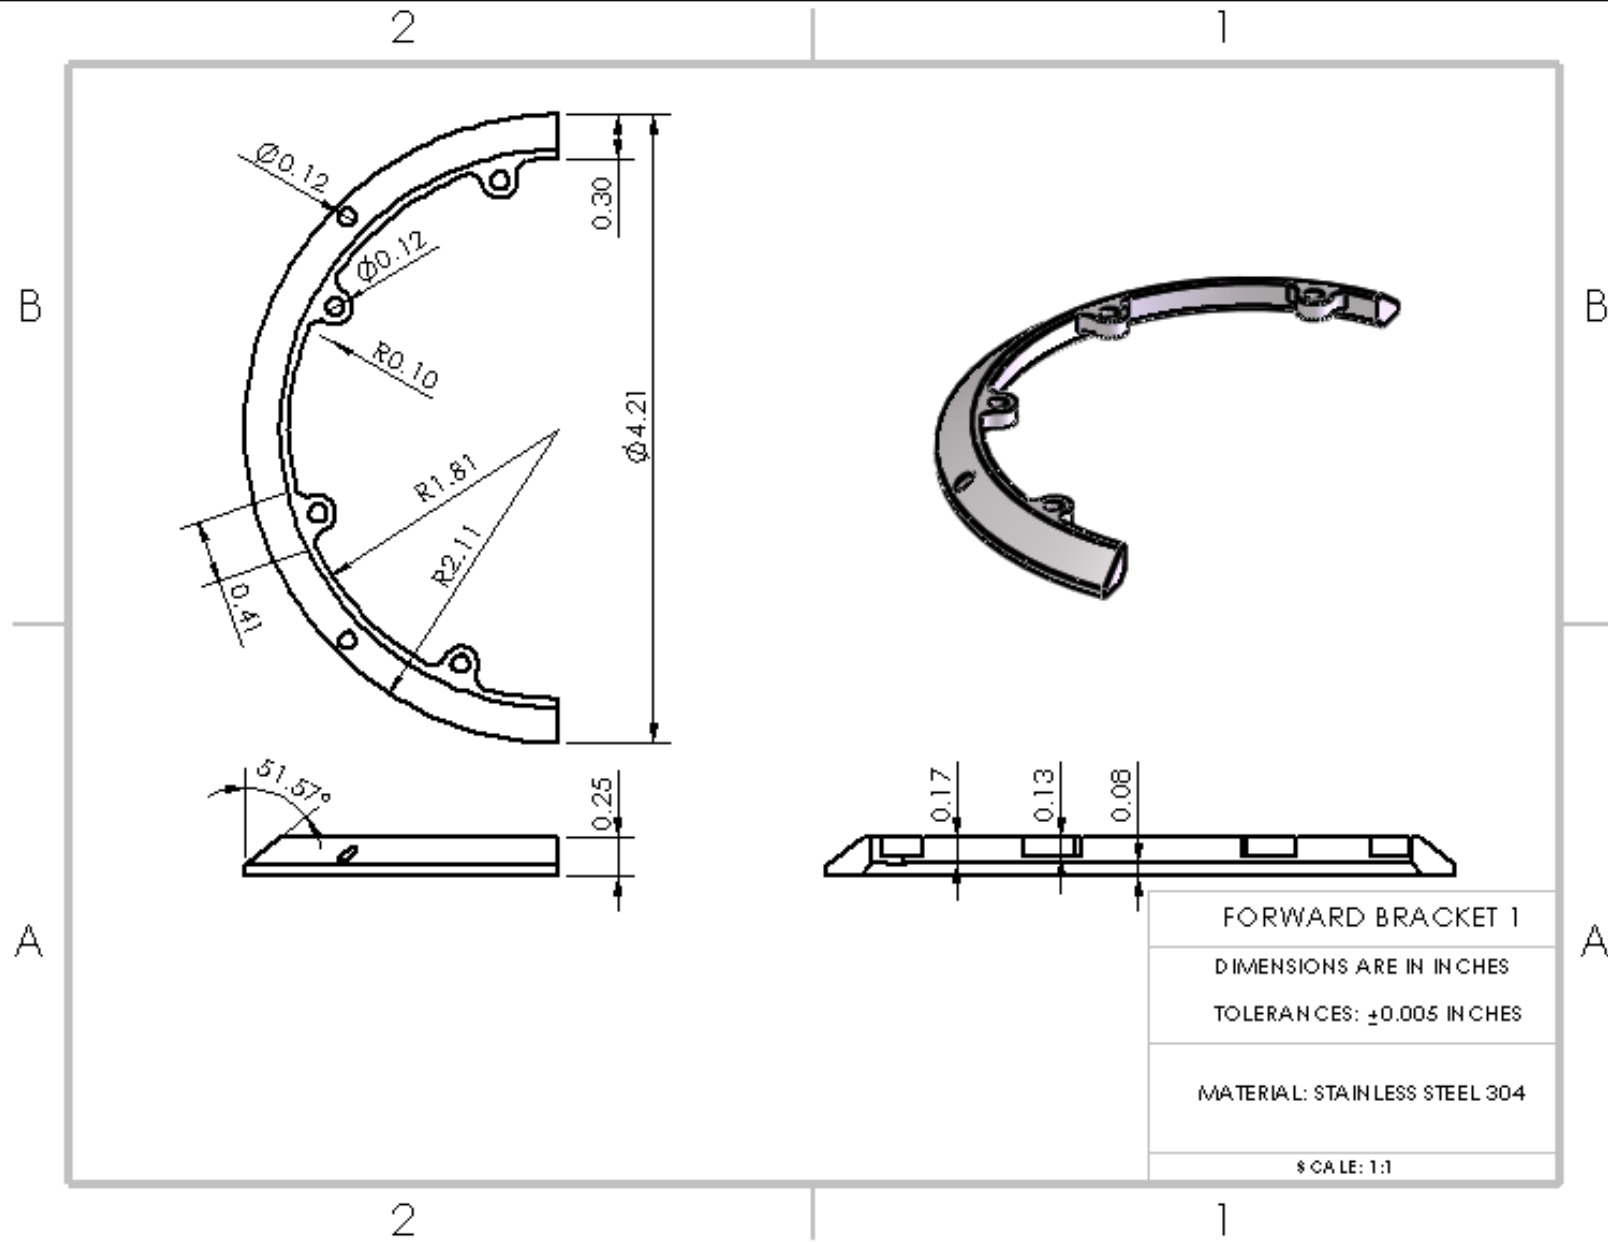 2
1
B
B
Ø0.12
0.30
Ø0.12
R0.10
Ø4.21
R1.81
R2.11
0.41
51.57°
0.25
0.17
0.13
0.08
A
A
FORWARD BRACKET 1
DIMENSIONS ARE IN INCHES
TOLERANCES: ±0.005 INCHES
MATERIAL: STAINLESS STEEL 304
SCALE: 1:1
2
1